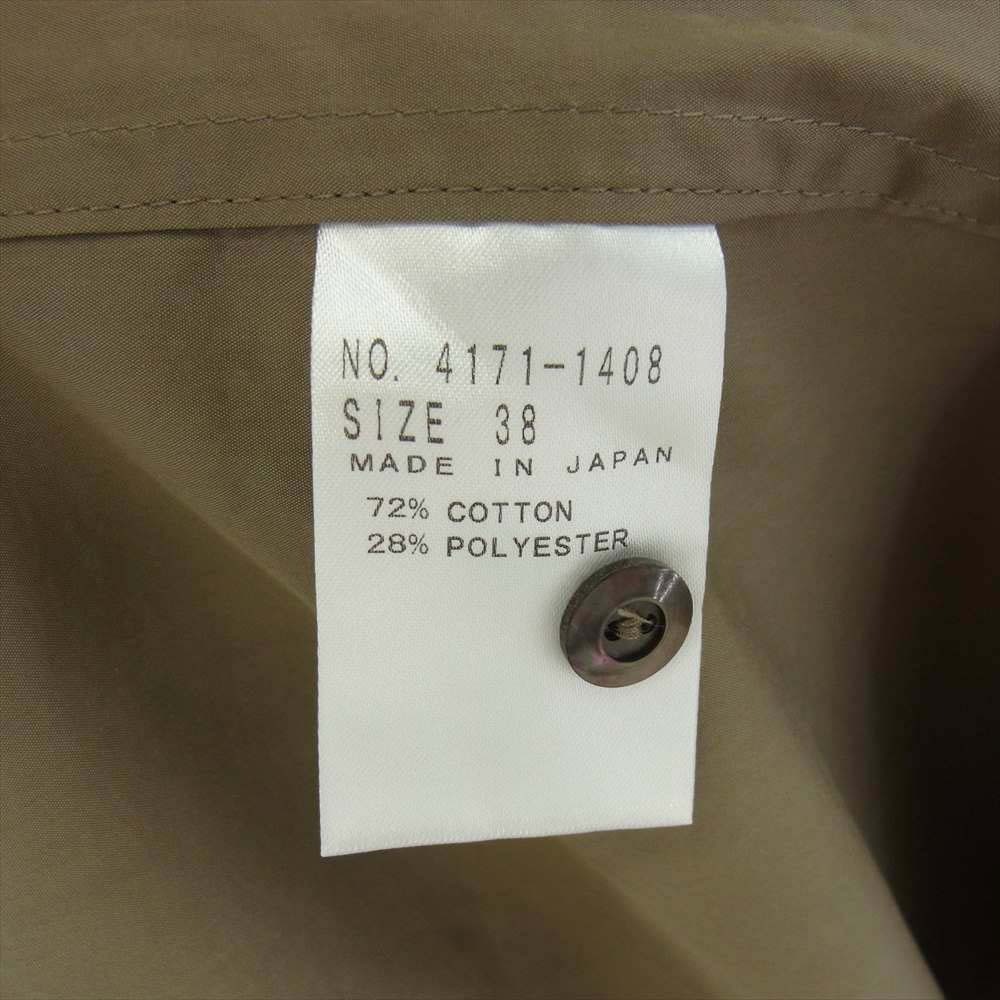 NO. 4171-1408
SIZE 38
MADE IN JAPAN
72% COTTON
28% POLYESTER